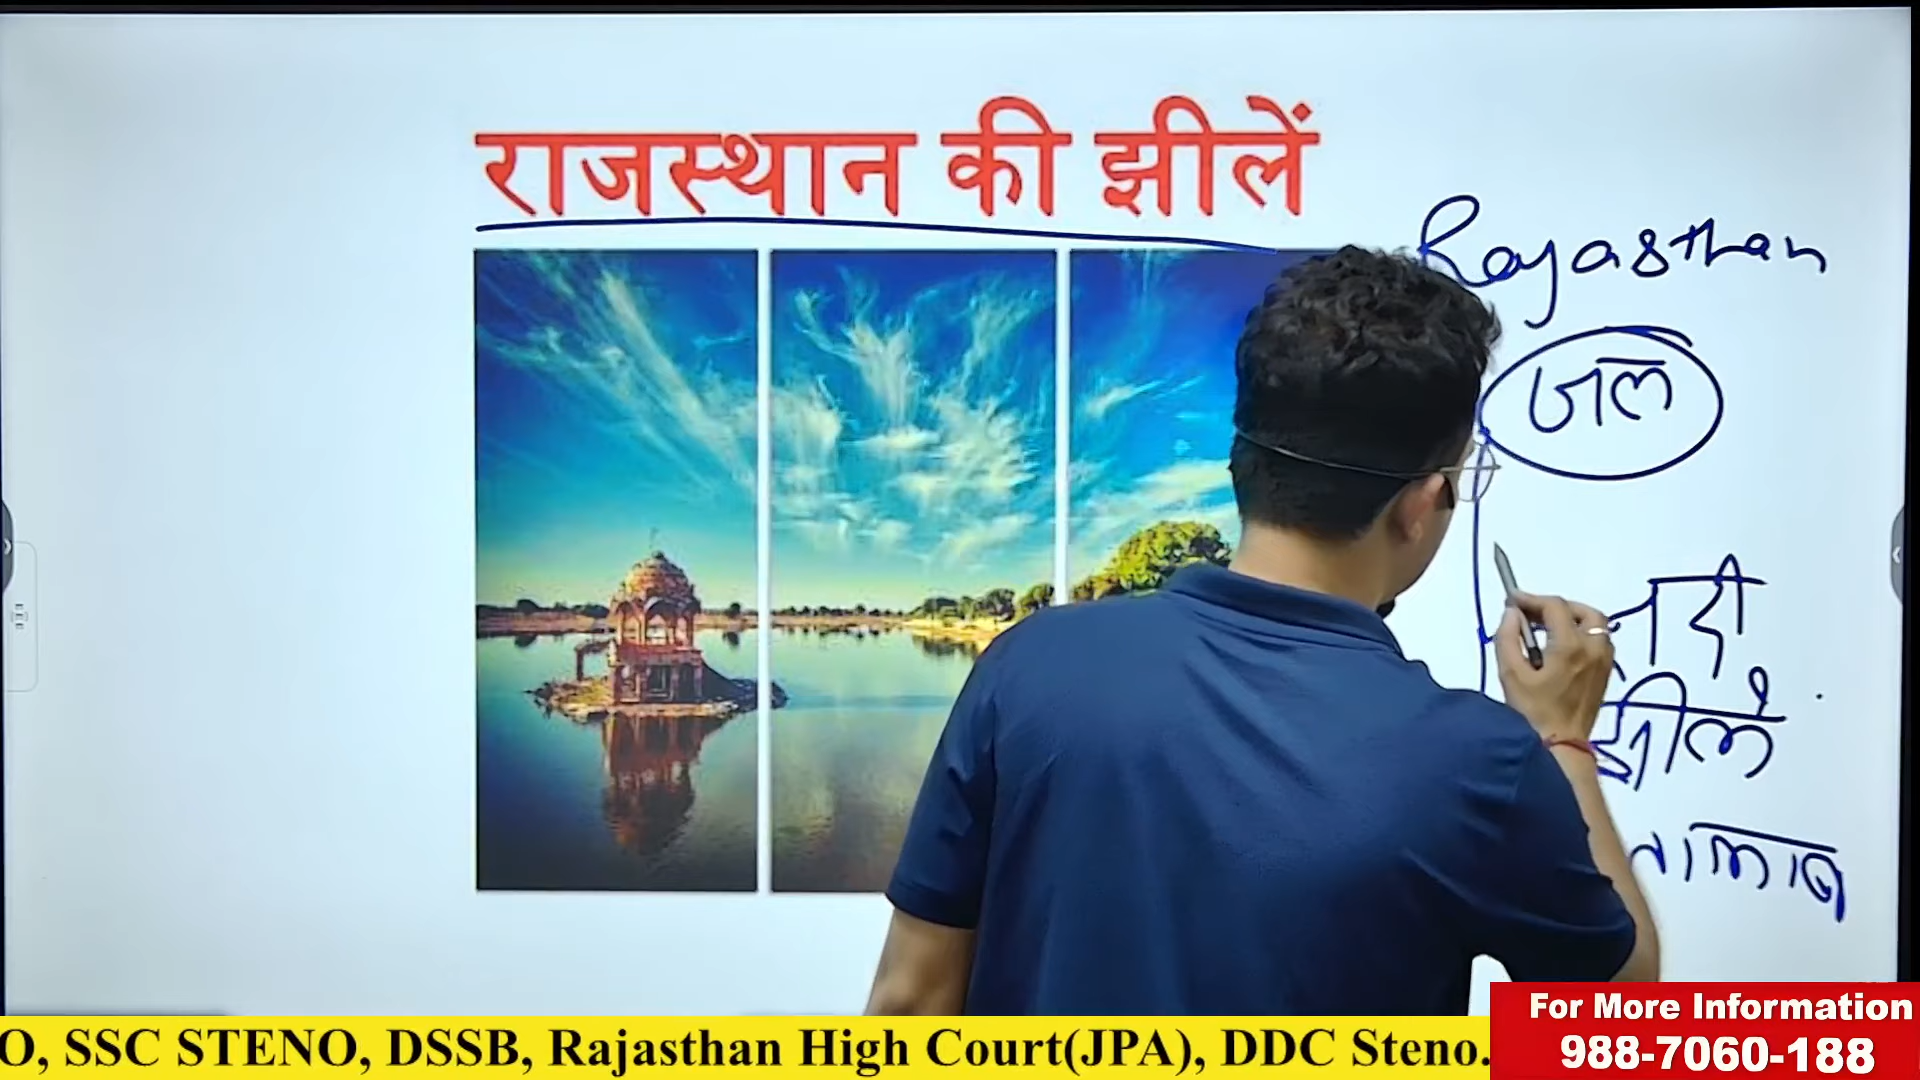 राजस्थान की झीलें
Rajasthan
जल
नदी
झीलें
तालाब
O, SSC STENO, DSSB, Rajasthan High Court(JPA), DDC Steno.
For More Information
988-7060-188